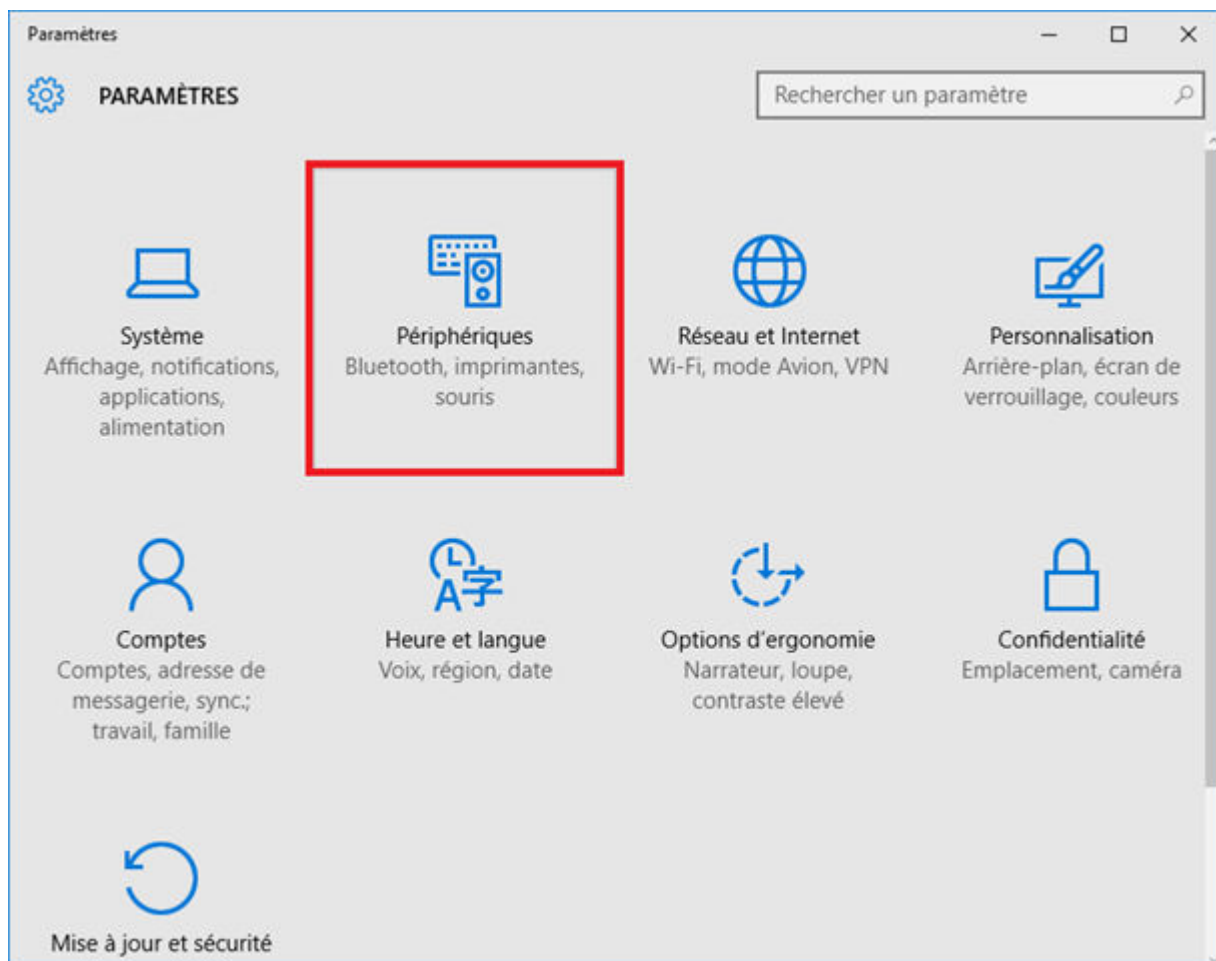 Paramètres
PARAMÈTRES
Rechercher un paramètre
Système
Affichage, notifications,
applications,
alimentation
Périphériques
Bluetooth, imprimantes,
souris
Réseau et Internet
Wi-Fi, mode Avion, VPN
Personnalisation
Arrière-plan, écran de
verrouillage, couleurs
Comptes
Comptes, adresse de
messagerie, sync.;
travail, famille
A字
Heure et langue
Voix, région, date
Options d'ergonomie
Narrateur, loupe,
contraste élevé
Confidentialité
Emplacement, caméra
Mise à jour et sécurité